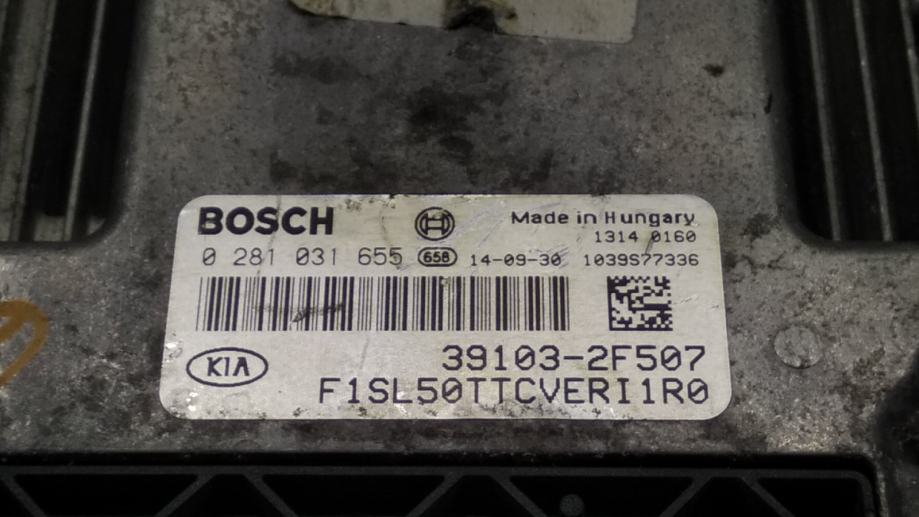 BOSCH Made in Hungary
1314 0160
0 281 031 655 658 14-09-30 1039S77336
39103-2F507
KIA
F1SL50TTCVERI1R0